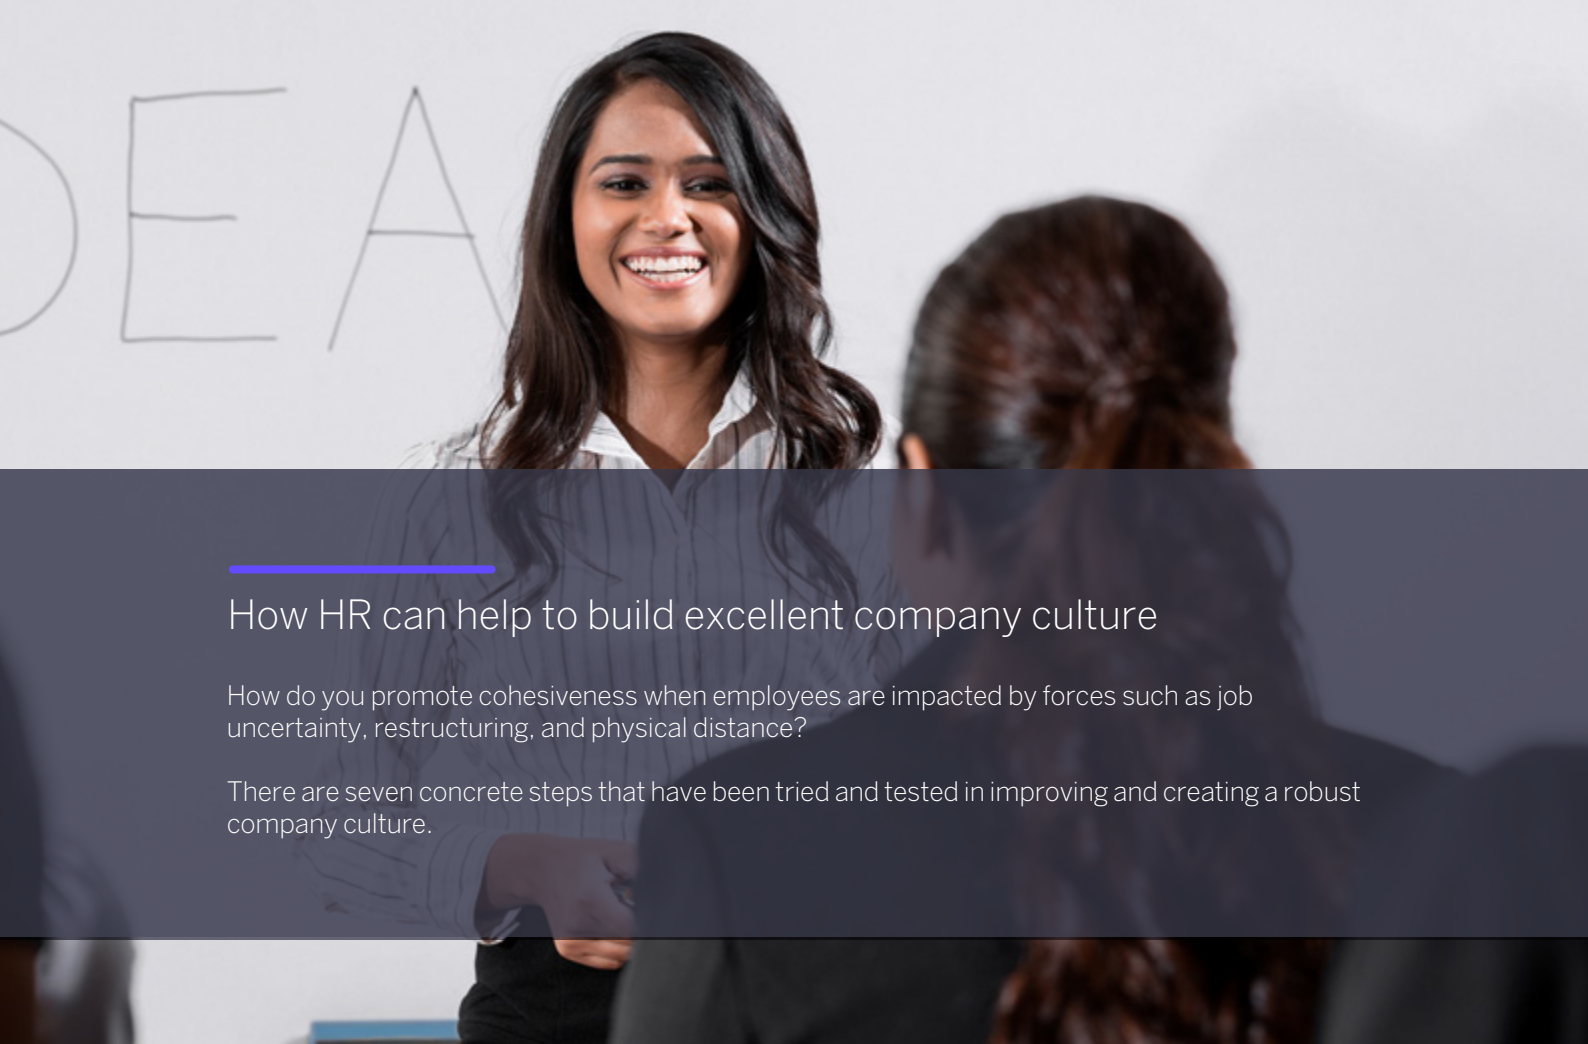 DEA
How HR can help to build excellent company culture
How do you promote cohesiveness when employees are impacted by forces such as job
uncertainty, restructuring, and physical distance?
There are seven concrete steps that have been tried and tested in improving and creating a robust
company culture.